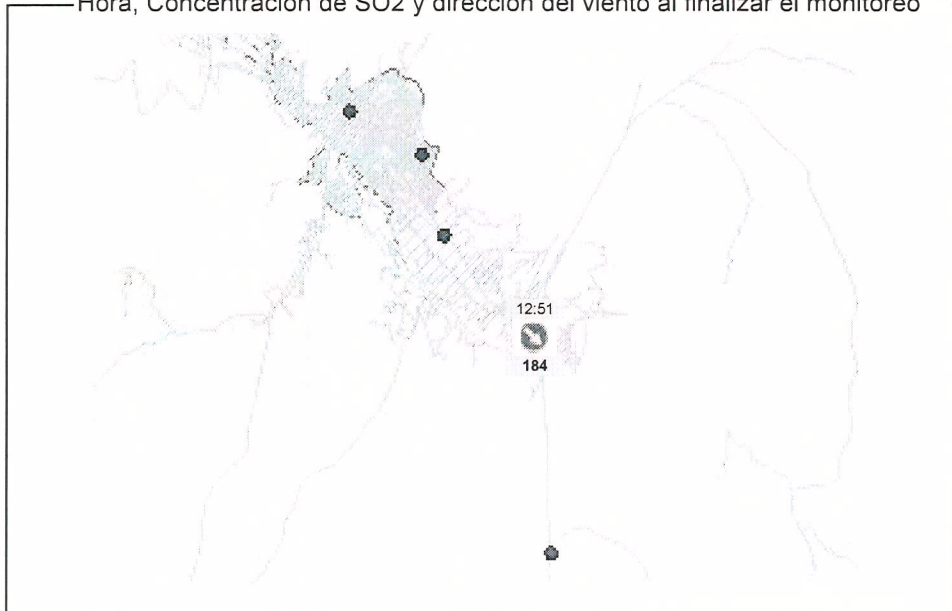 Hora, Concentración de SO2 y dirección del viento al finalizar el monitoreo
12:51
184